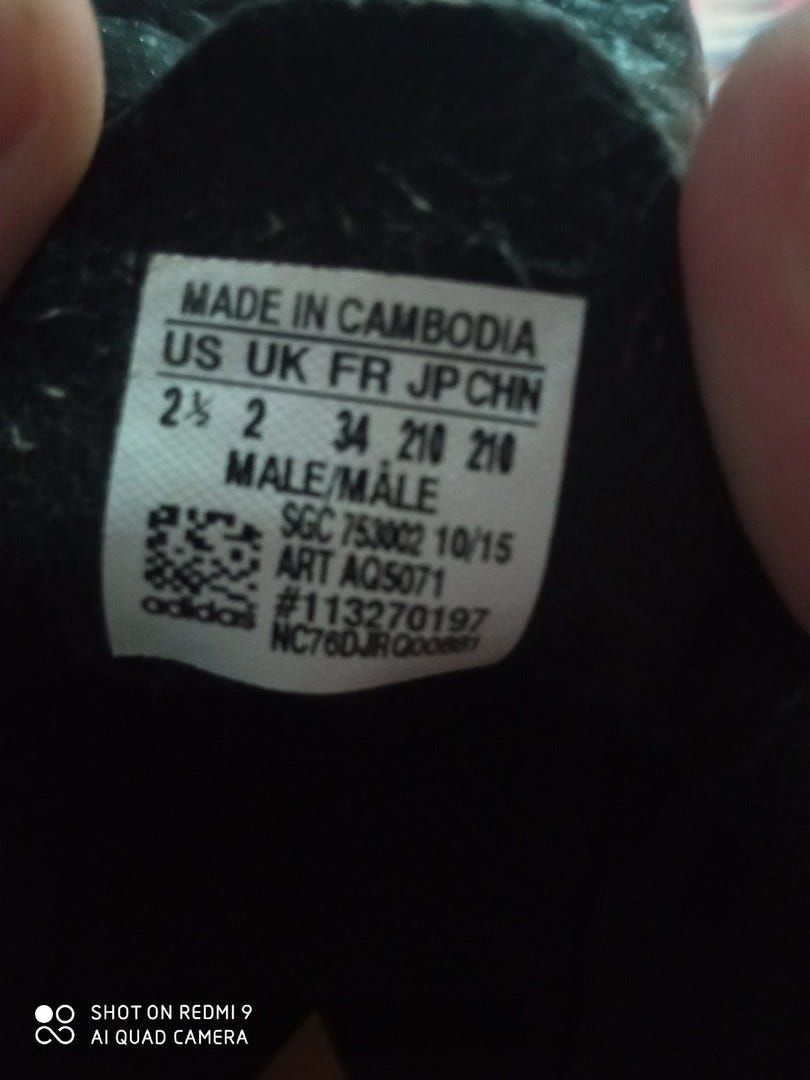 MADE IN CAMBODIA
US UK FR JP CHN
2½ 2 34 210 210
MALE/MÂLE
SGC 753002 10/15
ART AQ5071
#113270197
adidas
NC76DJRQ00881
SHOT ON REDMI 9
AI QUAD CAMERA